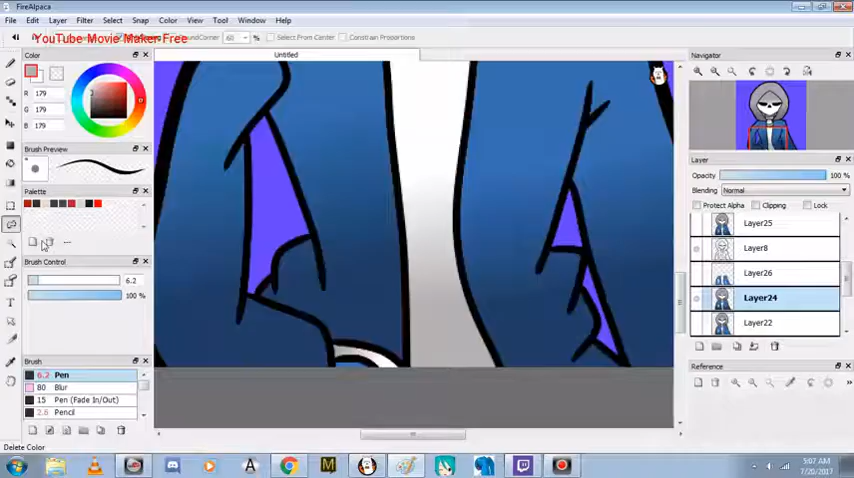 FireAlpaca
File Edit Layer Filter Select Snap Color View Tool Window Help
YouTube Movie Maker Free
RoundCorner 60 % Select From Center Constrain Proportions
Color
Untitled
Navigator
R 179
G 179
B 179
Brush Preview
Layer
Opacity 100 %
Blending Normal
Palette
Protect Alpha Clipping Lock
Layer25
Layer8
Brush Control
Layer26
6.2
100 %
Layer24
Layer22
Brush
Reference
6.2 Pen
80 Blur
15 Pen (Fade In/Out)
2.6 Pencil
Delete Color
5:07 AM
7/20/2017